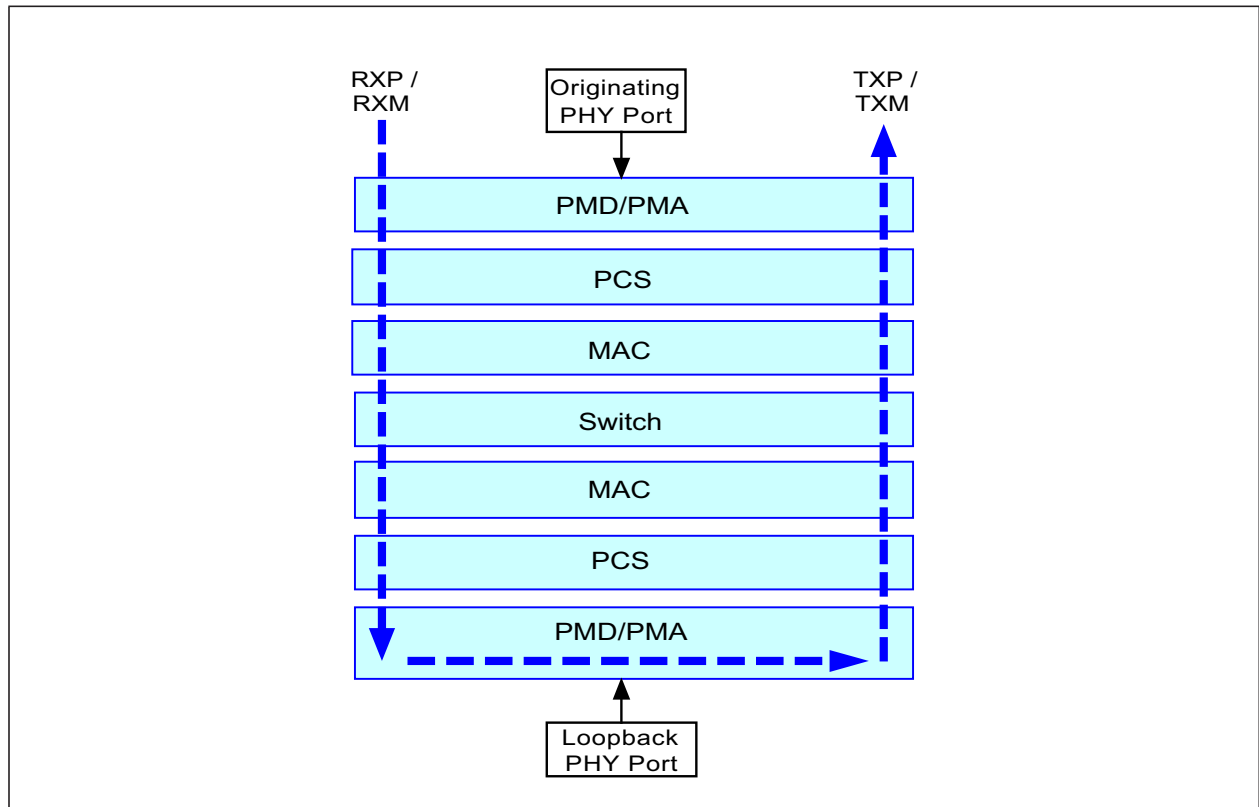 RXP /
RXM
Originating
PHY Port
TXP /
TXM
PMD/PMA
PCS
MAC
Switch
MAC
PCS
PMD/PMA
Loopback
PHY Port